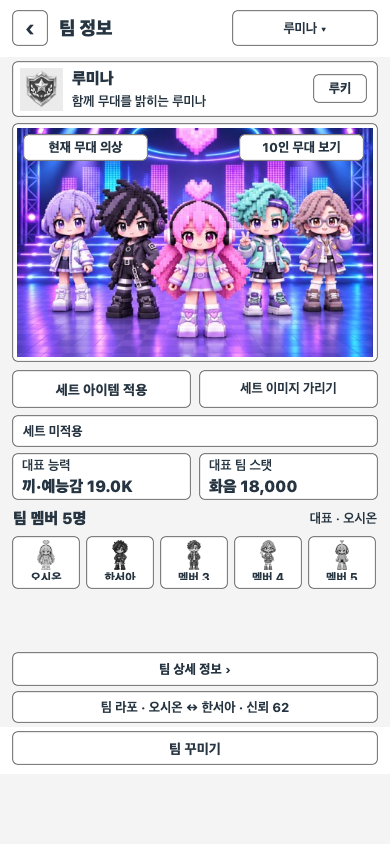 ‹ 팀 정보 루미나 ▾
루미나
함께 무대를 밝히는 루미나
루키
현재 무대 의상 10인 무대 보기
세트 아이템 적용 세트 이미지 가리기
세트 미적용
대표 능력 대표 팀 스탯
끼·예능감 19.0K 화음 18,000
팀 멤버 5명 대표 · 오시온
오시온 한서아 멤버 3 멤버 4 멤버 5
팀 상세 정보 ›
팀 라포 · 오시온 ↔ 한서아 · 신뢰 62
팀 꾸미기